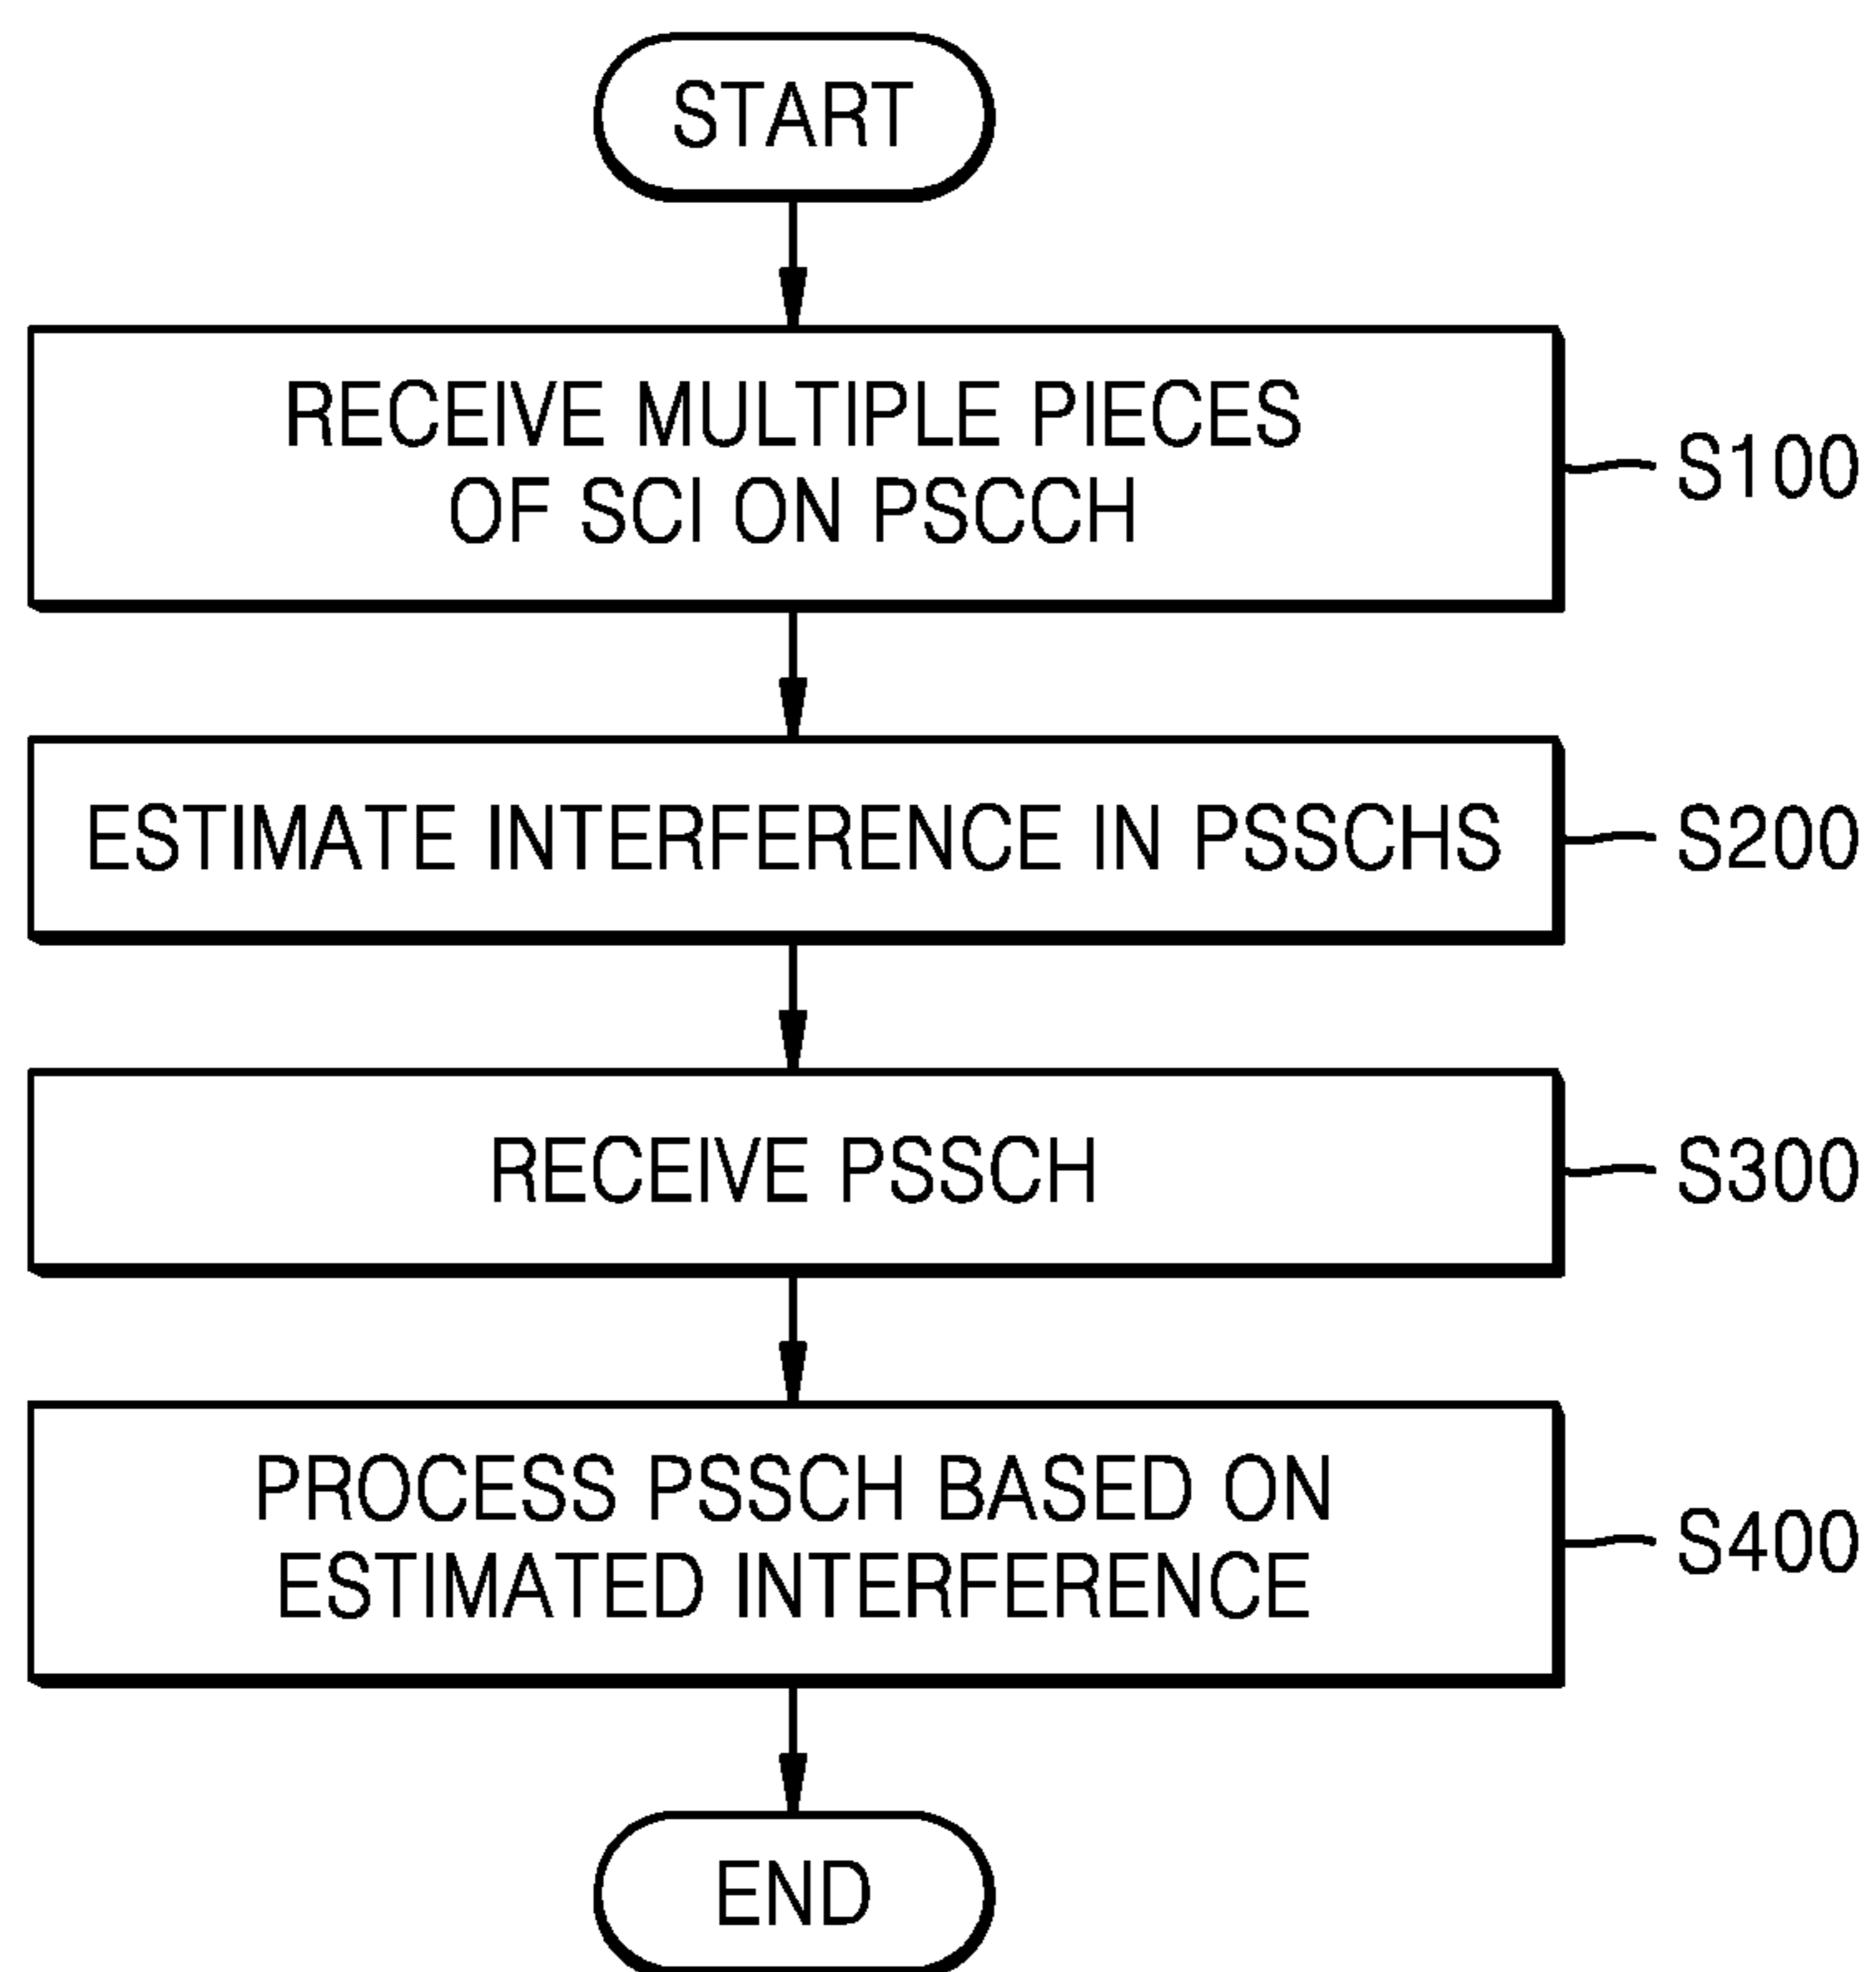 START
RECEIVE MULTIPLE PIECES
OF SCI ON PSCCH
S100
ESTIMATE INTERFERENCE IN PSSCHS
S200
RECEIVE PSSCH
S300
PROCESS PSSCH BASED ON
ESTIMATED INTERFERENCE
S400
END